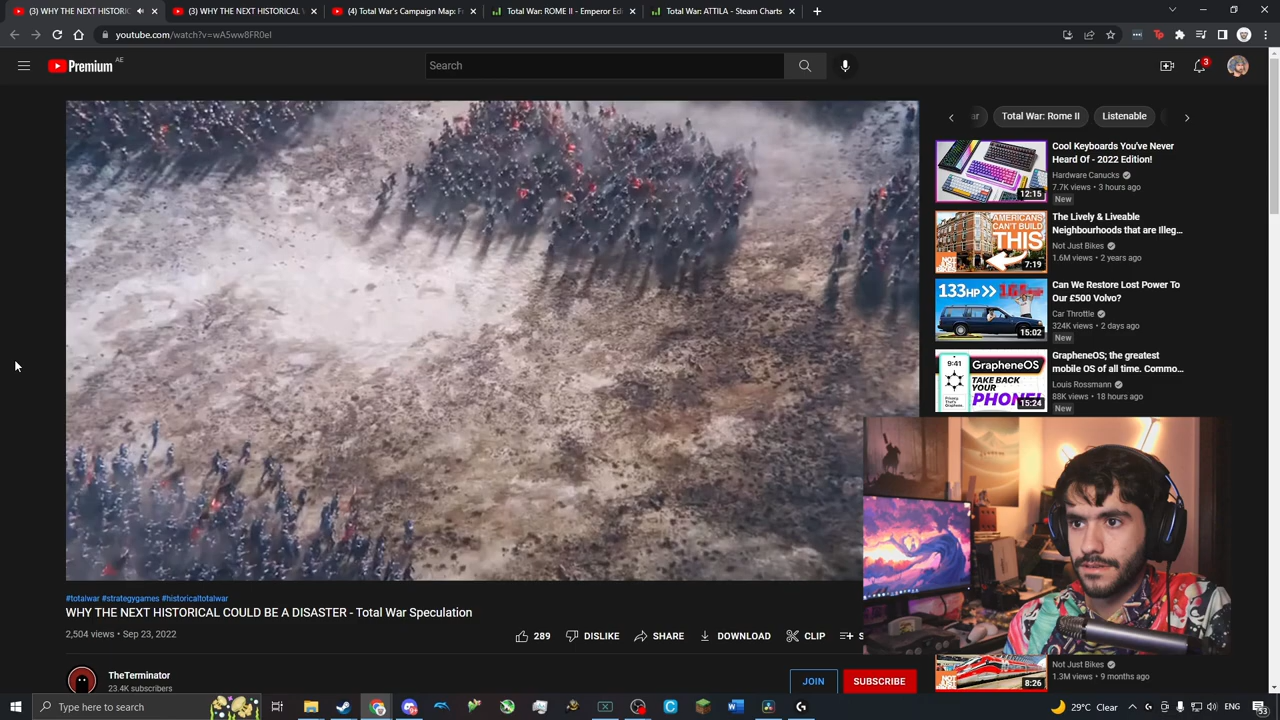 (3) WHY THE NEXT HISTORIC
(3) WHY THE NEXT HISTORICAL
(4) Total War's Campaign Map F
Total War: ROME II - Emperor Ed
Total War: ATTILA - Steam Charts
youtube.com/watch?v=wA5ww8FR0eI
Premium AE
Search
3
Total War: Rome II
Listenable
Cool Keyboards You've Never
Heard Of - 2022 Edition!
Hardware Canucks
7.7K views • 3 hours ago
New
12:15
The Lively & Liveable
Neighbourhoods that are Illeg...
Not Just Bikes
1.6M views • 2 years ago
AMERICANS
CAN'T BUILD
THIS
NOT
JUST
BIKES
7:19
Can We Restore Lost Power To
Our £500 Volvo?
Car Throttle
324K views • 2 days ago
New
133HP >>
15:02
GrapheneOS; the greatest
mobile OS of all time. Commo...
Louis Rossmann
88K views • 18 hours ago
New
9:41
GrapheneOS
TAKE BACK
YOUR
PHONE!
15:24
#totalwar #strategygames #historicaltotalwar
WHY THE NEXT HISTORICAL COULD BE A DISASTER - Total War Speculation
2,504 views • Sep 23, 2022
289
DISLIKE
SHARE
DOWNLOAD
CLIP
S
TheTerminator
23.4K subscribers
JOIN
SUBSCRIBE
Not Just Bikes
1.3M views • 9 months ago
8:26
Type here to search
29°C Clear
ENG